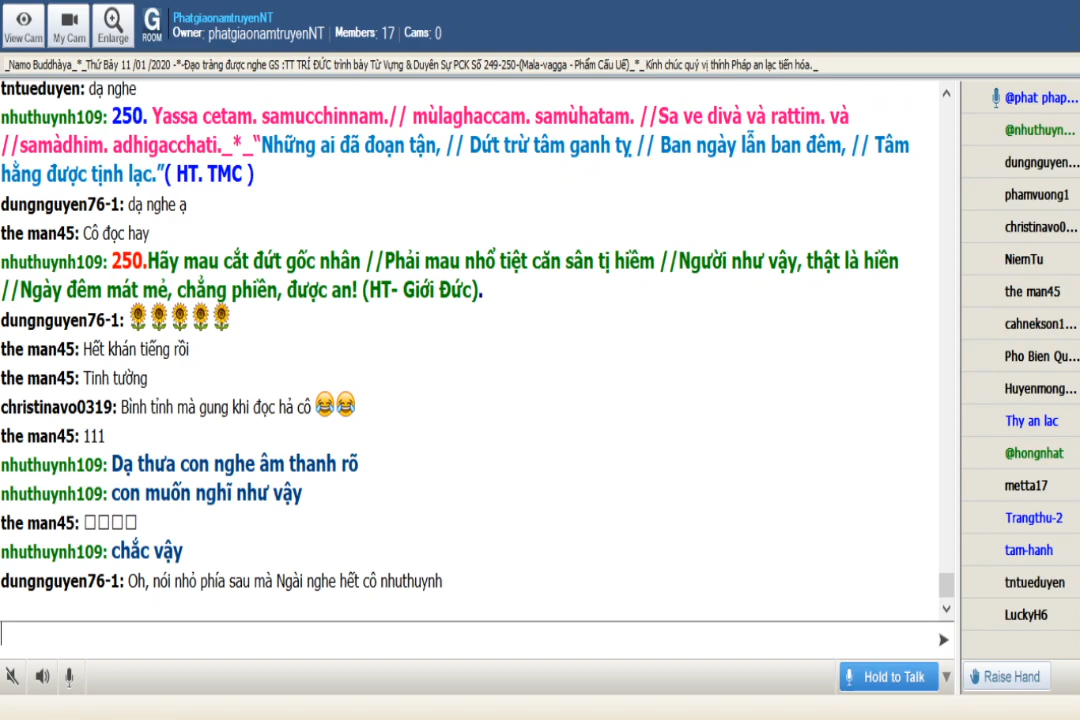 PhatgiaonamtruyenNT
Owner: phatgiaonamtruyenNT | Members: 17 | Cams: 0
View Cam
My Cam
Enlarge
G ROOM
_Namo Buddhàya_*_Thứ Bảy 11 /01 /2020 -*-Đạo tràng được nghe GS :TT TRÍ ĐỨC trình bày Từ Vựng & Duyên Sự PCK Số 249-250-(Mala-vagga - Phẩm Cấu Uế)_*_ Kính chúc quý vị thính Pháp an lạc tiến hóa._
tntueduyen: dạ nghe
nhuthuynh109: 250. Yassa cetam. samucchinnam.// mùlaghaccam. samùhatam. //Sa ve divà và rattim. và
//samàdhim. adhigacchati._*_“Những ai đã đoạn tận, // Dứt trừ tâm ganh tỵ // Ban ngày lẫn ban đêm, // Tâm
hằng được tịnh lạc.”( HT. TMC )
dungnguyen76-1: dạ nghe ạ
the man45: Cô đọc hay
nhuthuynh109: 250.Hãy mau cắt đứt gốc nhân //Phải mau nhổ tiệt căn sân tị hiềm //Người như vậy, thật là hiền
//Ngày đêm mát mẻ, chẳng phiền, được an! (HT- Giới Đức).
dungnguyen76-1:
the man45: Hết khán tiếng rồi
the man45: Tinh tường
christinavo0319: Bình tỉnh mà gung khi đọc hả cô
the man45: 111
nhuthuynh109: Dạ thưa con nghe âm thanh rõ
nhuthuynh109: con muốn nghĩ như vậy
the man45: □□□□
nhuthuynh109: chắc vậy
dungnguyen76-1: Oh, nói nhỏ phía sau mà Ngài nghe hết cô nhuthuynh
@phat phap...
@nhuthuyn...
dungnguyen...
phamvuong1
christinavo0...
NiemTu
the man45
cahnekson1...
Pho Bien Qu...
Huyenmong...
Thy an lac
@hongnhat
metta17
Trangthu-2
tam-hanh
tntueduyen
LuckyH6
Hold to Talk
Raise Hand